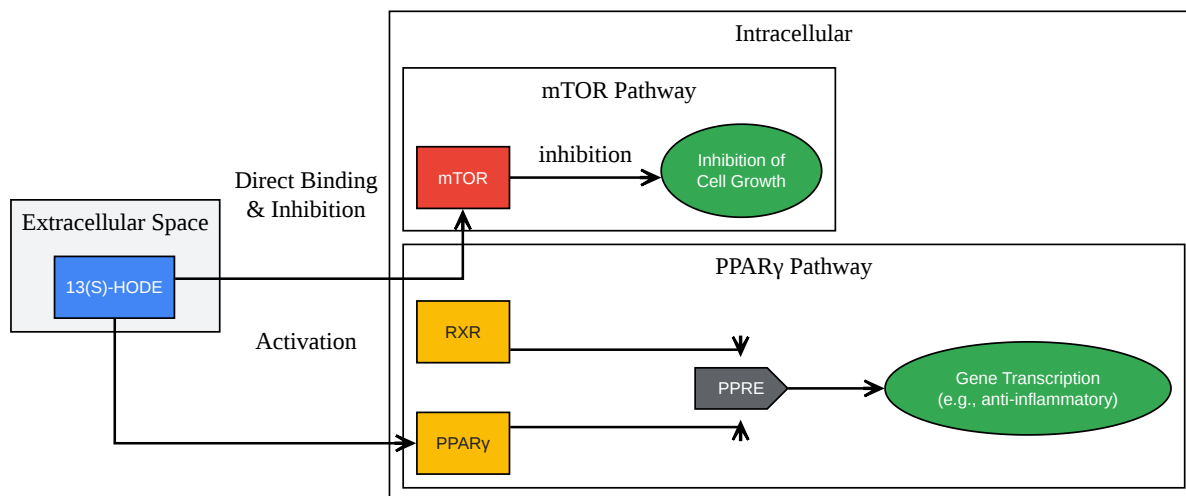 Intracellular
mTOR Pathway
inhibition
mTOR
Inhibition of
Cell Growth
Direct Binding
& Inhibition
Extracellular Space
13(S)-HODE
Activation
PPARγ Pathway
RXR
PPRE
Gene Transcription
(e.g., anti-inflammatory)
PPARγ